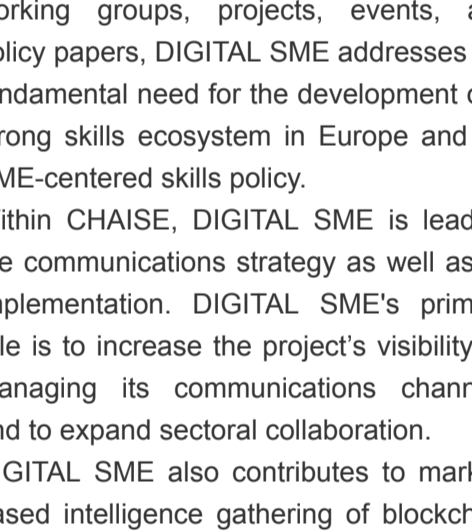 orking groups, projects, events, a
olicy papers, DIGITAL SME addresses
ndamental need for the development o
rong skills ecosystem in Europe and
ME-centered skills policy.
ithin CHAISE, DIGITAL SME is lead
e communications strategy as well as
nplementation. DIGITAL SME's prim
le is to increase the project’s visibility
anaging its communications chann
nd to expand sectoral collaboration.
GITAL SME also contributes to mark
ased intelligence gathering of blockch